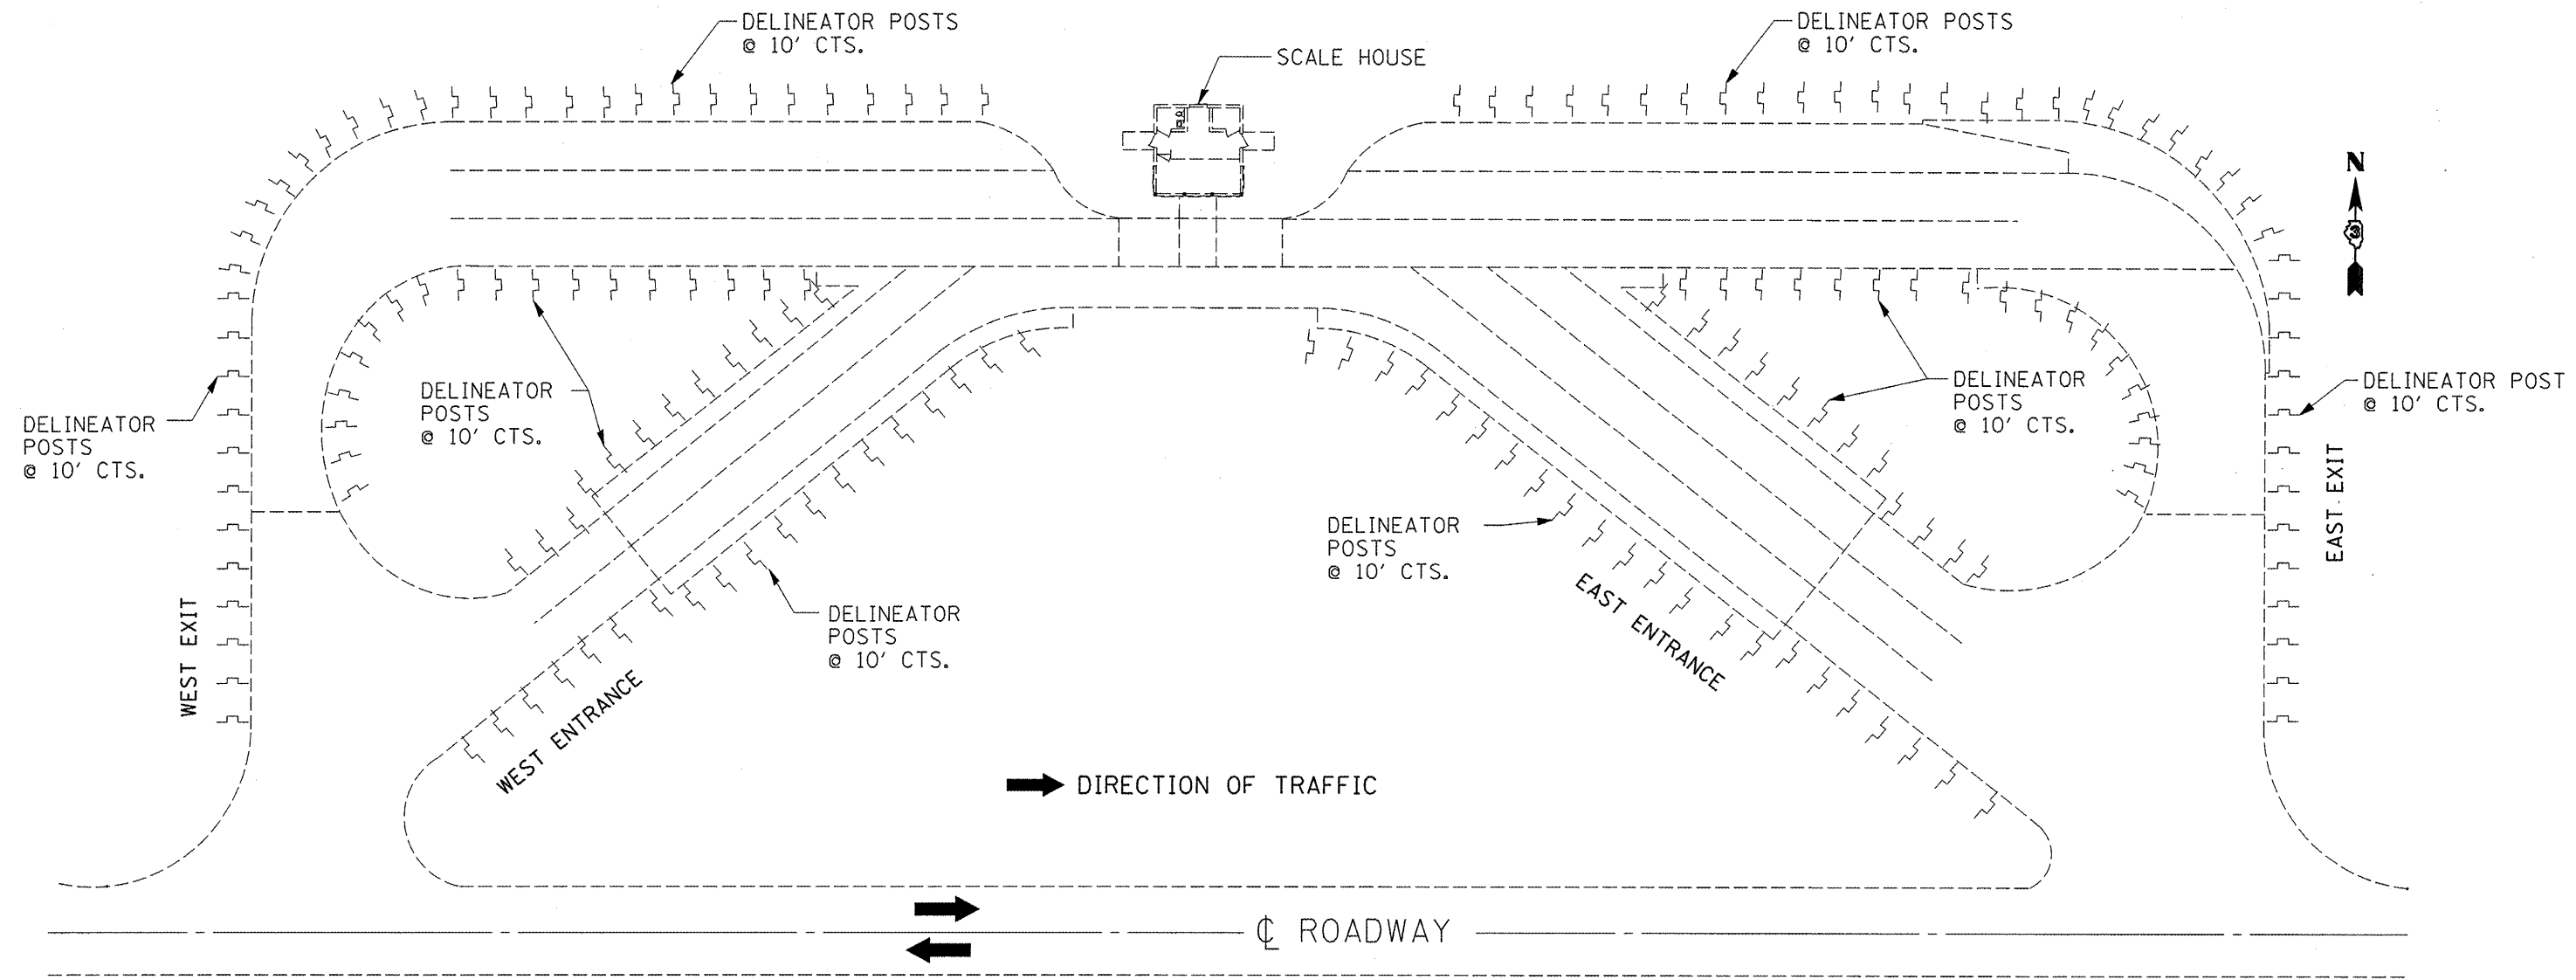 DELINEATOR POSTS
@ 10' CTS.
SCALE HOUSE
DELINEATOR POSTS
@ 10' CTS.
N
3
DELINEATOR
POSTS
@ 10' CTS.
DELINEATOR
POSTS
@ 10' CTS.
DELINEATOR
POSTS
@ 10' CTS.
DELINEATOR POST
@ 10' CTS.
DELINEATOR
POSTS
@ 10' CTS.
EAST EXIT
WEST EXIT
DELINEATOR
POSTS
@ 10' CTS.
WEST ENTRANCE
EAST ENTRANCE
DIRECTION OF TRAFFIC
℄ ROADWAY